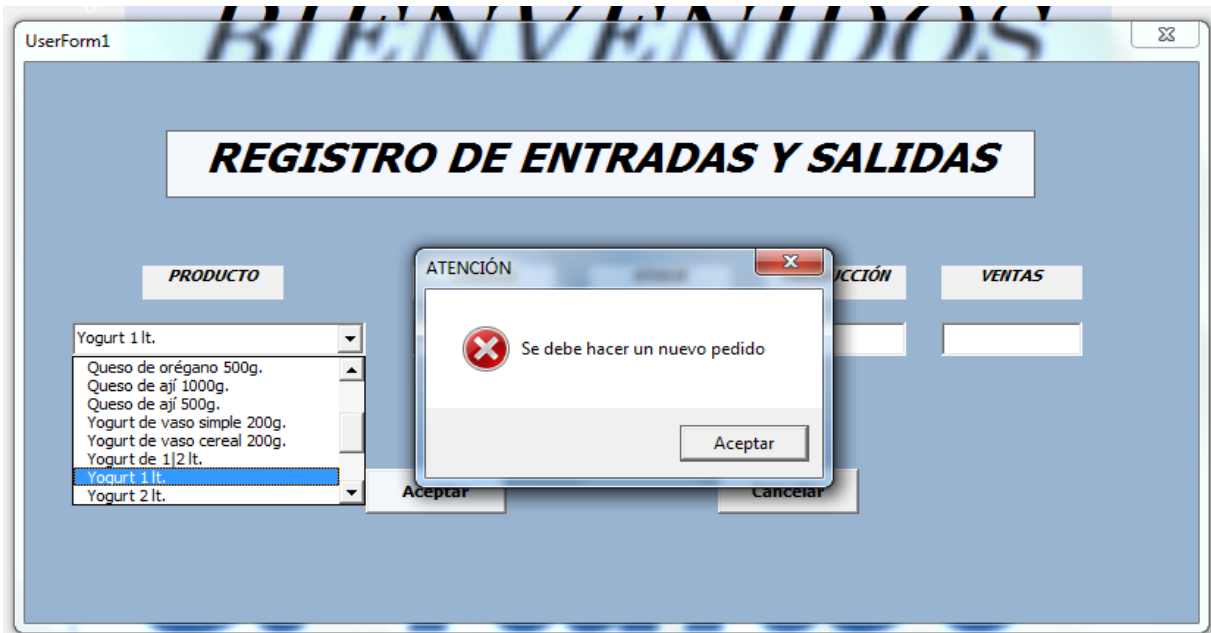 BIENVENIDOS
UserForm1
REGISTRO DE ENTRADAS Y SALIDAS
PRODUCTO
UCCIÓN
VENTAS
ATENCIÓN
Se debe hacer un nuevo pedido
Aceptar
Yogurt 1 lt.
Queso de orégano 500g.
Queso de ají 1000g.
Queso de ají 500g.
Yogurt de vaso simple 200g.
Yogurt de vaso cereal 200g.
Yogurt de 1|2 lt.
Yogurt 1 lt.
Yogurt 2 lt.
Aceptar
Cancelar